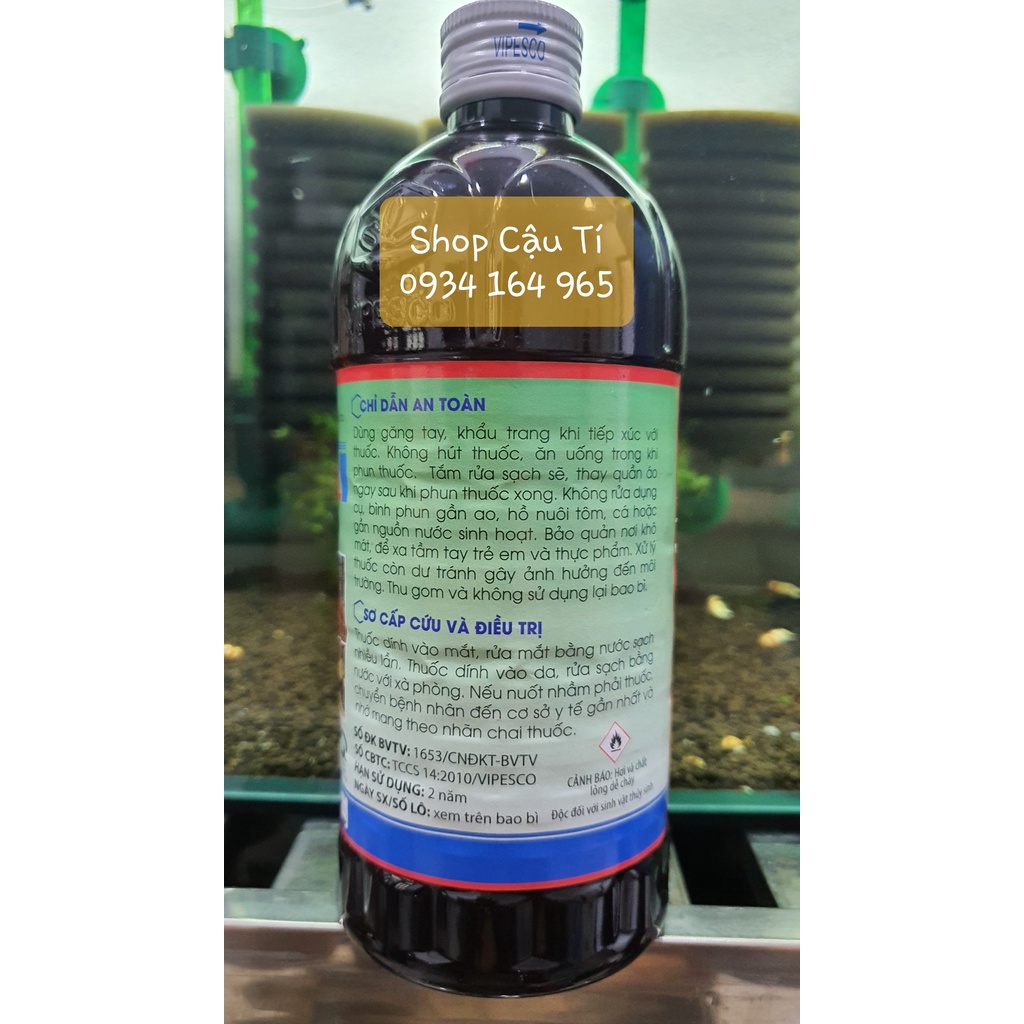 VIPESCO
Shop Cậu Tí
0934 164 965
CHỈ DẪN AN TOÀN
Dùng găng tay, khẩu trang khi tiếp xúc với
thuốc. Không hút thuốc, ăn uống trong khi
phun thuốc. Tắm rửa sạch sẽ, thay quần áo
ngay sau khi phun thuốc xong. Không rửa dụng
cụ, bình phun gần ao, hồ nuôi tôm, cá hoặc
gần nguồn nước sinh hoạt. Bảo quản nơi khô
mát, để xa tầm tay trẻ em và thực phẩm. Xử lý
thuốc còn dư tránh gây ảnh hưởng đến môi
trường. Thu gom và không sử dụng lại bao bì.
SƠ CẤP CỨU VÀ ĐIỀU TRỊ
Thuốc dính vào mắt, rửa mắt bằng nước sạch
nhiều lần. Thuốc dính vào da, rửa sạch bằng
nước với xà phòng. Nếu nuốt nhầm phải thuốc,
chuyển bệnh nhân đến cơ sở y tế gần nhất và
nhớ mang theo nhãn chai thuốc.
SỐ ĐK BVTV: 1653/CNĐKT-BVTV
SỐ CBTC: TCCS 14:2010/VIPESCO
HẠN SỬ DỤNG: 2 năm
NGÀY SX/SỐ LÔ: xem trên bao bì
CẢNH BÁO: Hơi và chất
lỏng dễ cháy
Độc đối với sinh vật thủy sinh